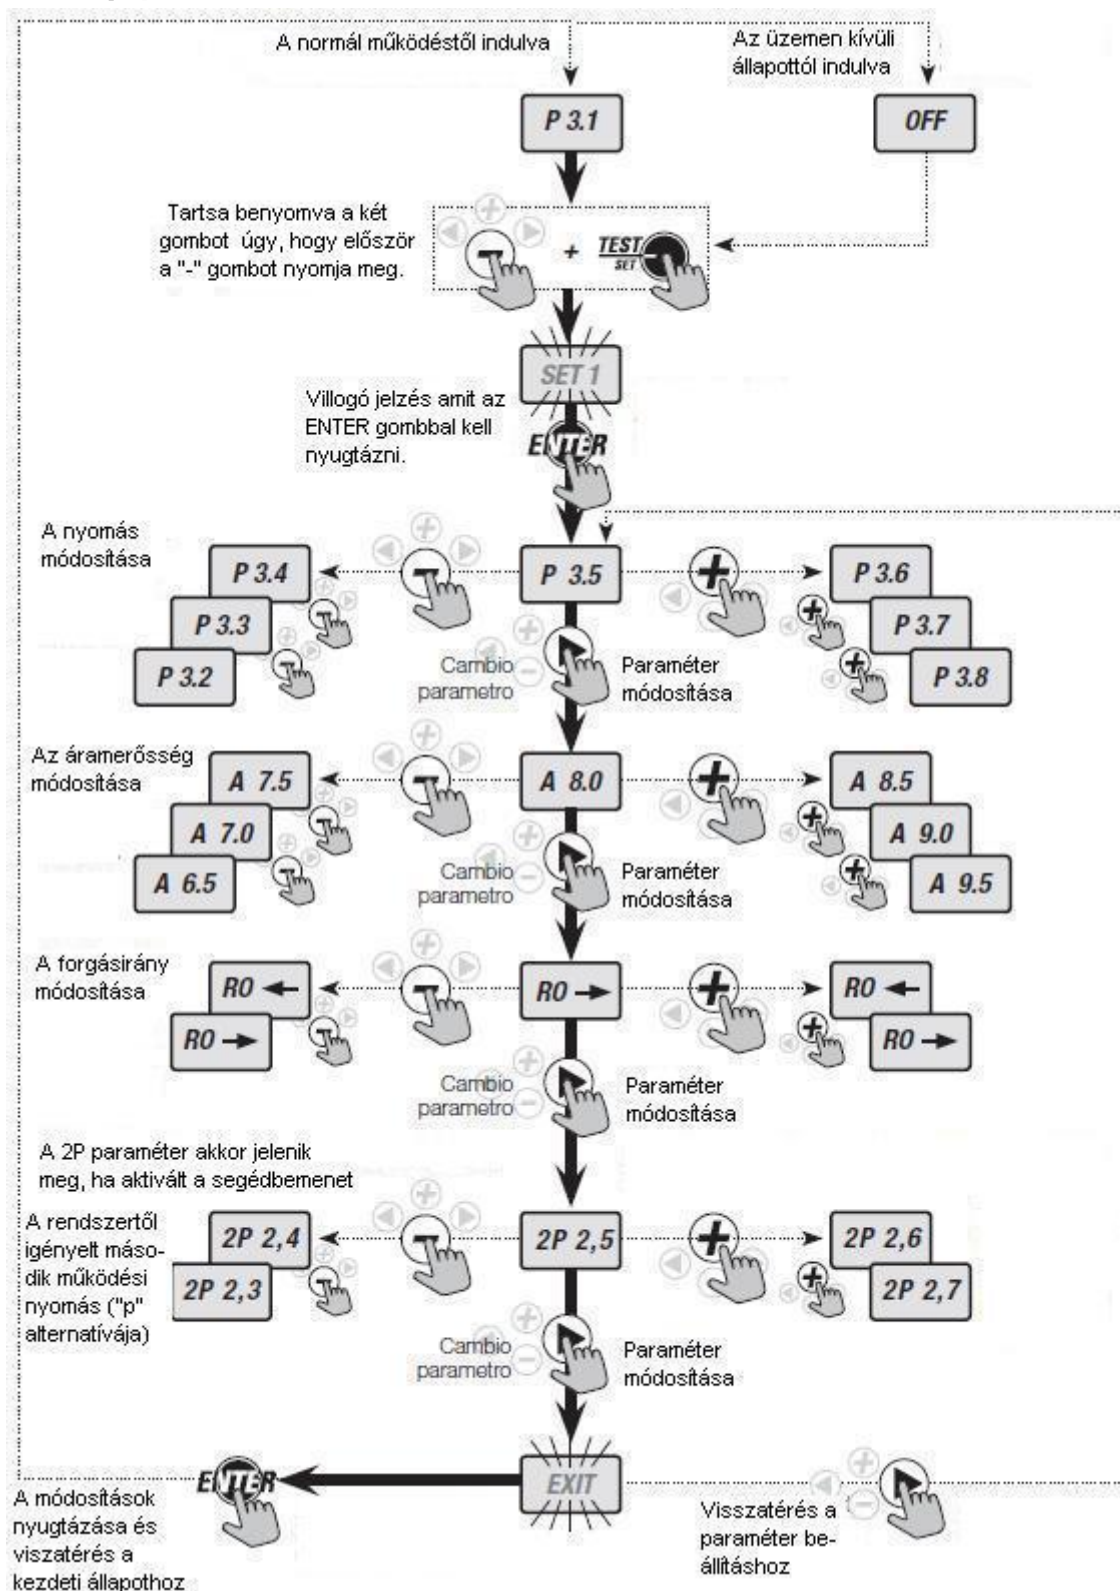 A normál működéstől indulva
Az üzemen kívüli
állapottól indulva
P 3.1
OFF
Tartsa benyomva a két
gombot úgy, hogy először
a "-" gombot nyomja meg.
-
+
TEST
SET
SET 1
Villogó jelzés amit az
ENTER gombbal kell
nyugtázni.
ENTER
A nyomás
módosítása
P 3.4
P 3.3
P 3.2
P 3.5
P 3.6
P 3.7
P 3.8
Cambio
parametro
Paraméter
módosítása
Az áramerősség
módosítása
A 7.5
A 7.0
A 6.5
A 8.0
A 8.5
A 9.0
A 9.5
Cambio
parametro
Paraméter
módosítása
A forgásirány
módosítása
RO ←
RO →
RO →
RO ←
RO →
Cambio
parametro
Paraméter
módosítása
A 2P paraméter akkor jelenik
meg, ha aktivált a segédbemenet
A rendszertől
igényelt máso-
dik működési
nyomás ("p"
alternatívája)
2P 2,4
2P 2,3
2P 2,5
2P 2,6
2P 2,7
Cambio
parametro
Paraméter
módosítása
ENTER
EXIT
A módosítások
nyugtázása és
viszatérés a
kezdeti állapothoz
Visszatérés a
paraméter be-
állításhoz